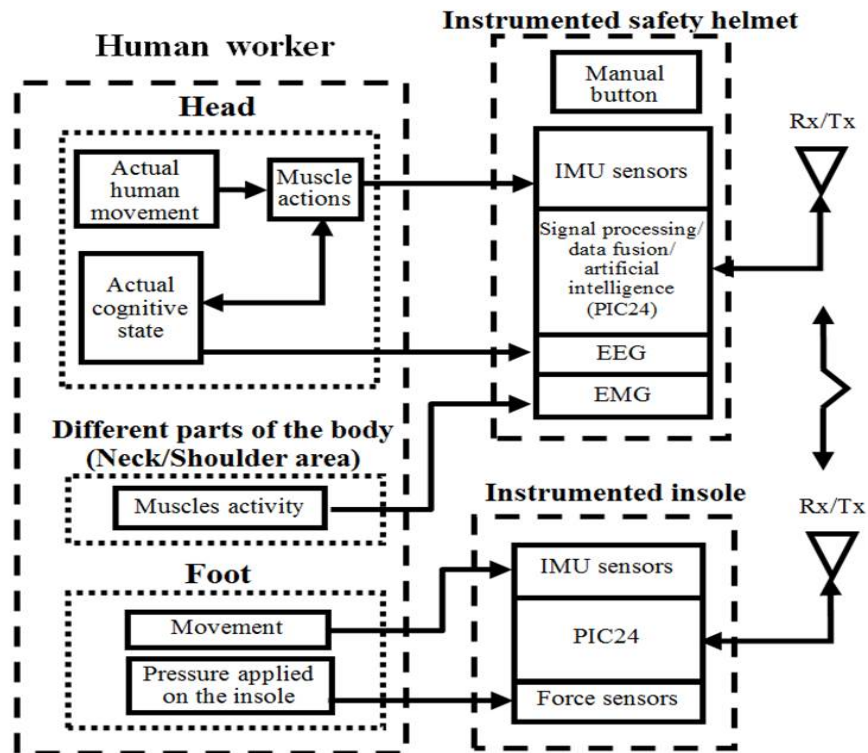 Human worker
Head
Actual
human
movement
Muscle
actions
Actual
cognitive
state
Different parts of the body
(Neck/Shoulder area)
Muscles activity
Foot
Movement
Pressure applied
on the insole
Instrumented safety helmet
Manual
button
IMU sensors
Signal processing/
data fusion/
artificial
intelligence
(PIC24)
EEG
EMG
Rx/Tx
Instrumented insole
IMU sensors
PIC24
Force sensors
Rx/Tx